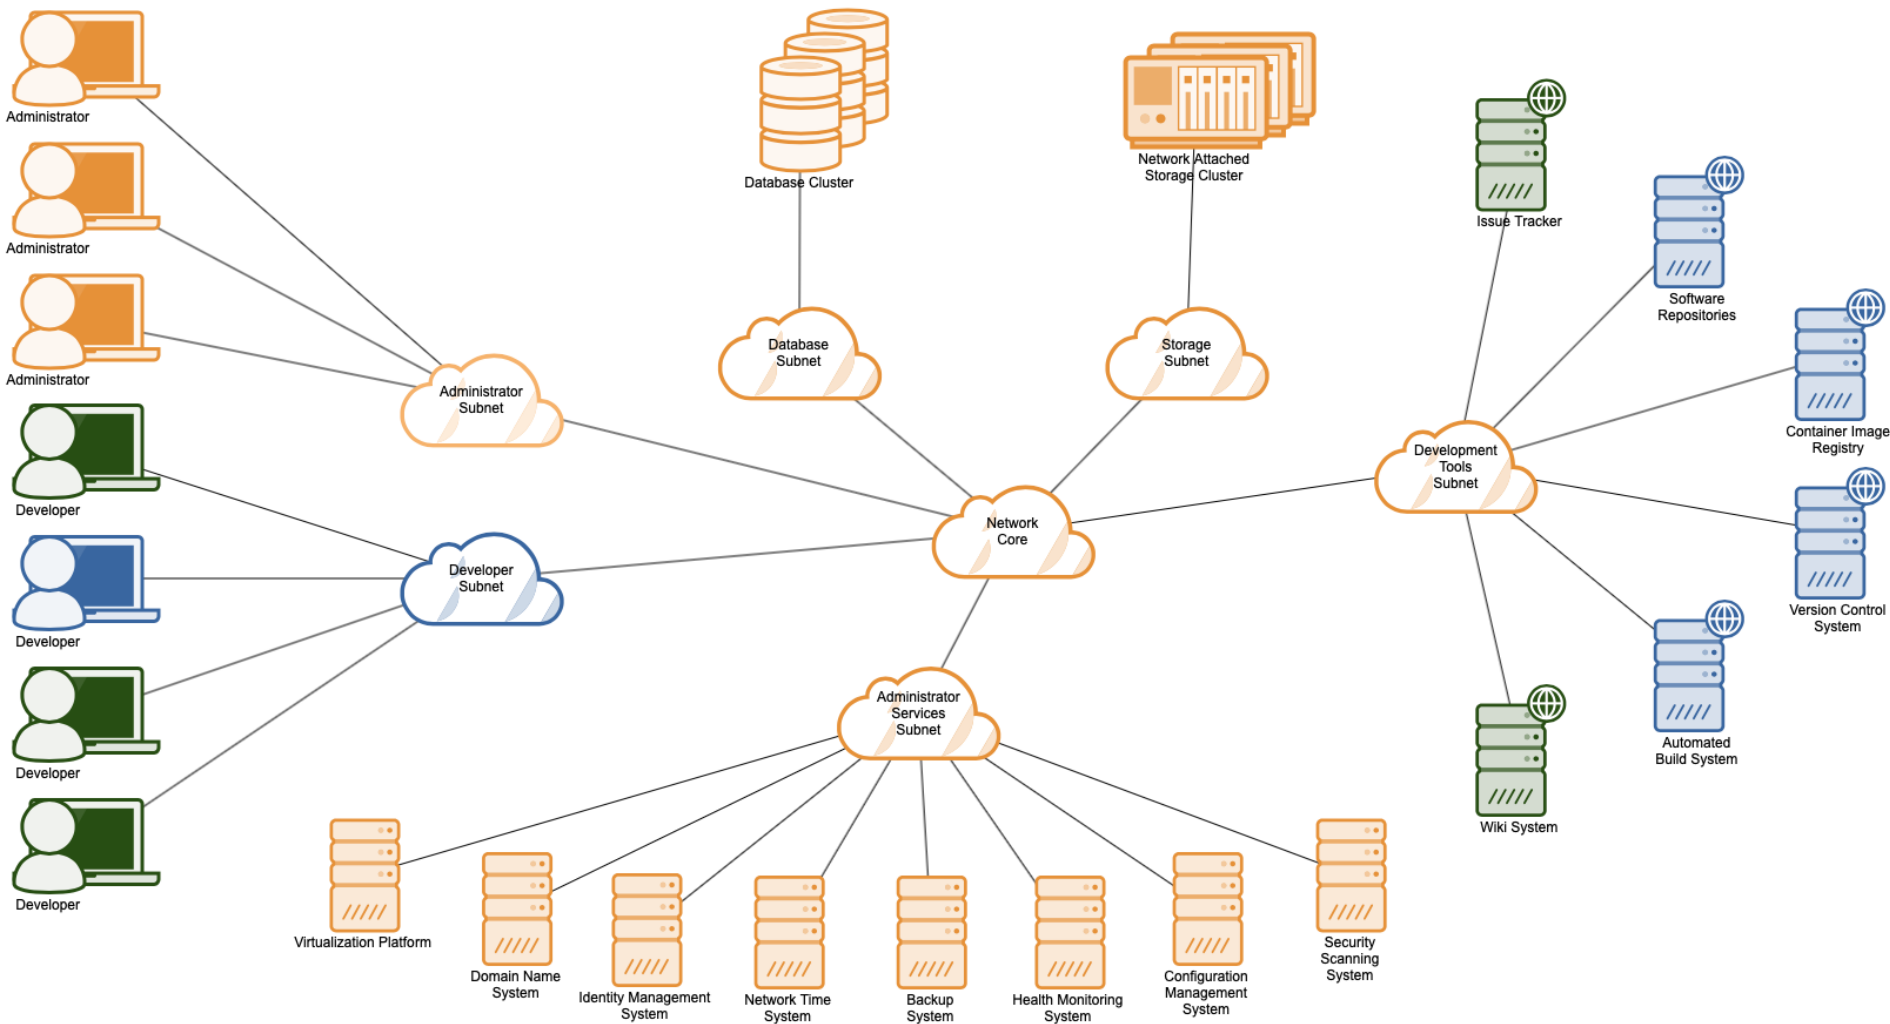 Administrator
Administrator
Administrator
Developer
Developer
Developer
Developer
Administrator
Subnet
Developer
Subnet
Database Cluster
Database
Subnet
Network Attached
Storage Cluster
Storage
Subnet
Network
Core
Administrator
Services
Subnet
Development
Tools
Subnet
Issue Tracker
Software
Repositories
Container Image
Registry
Version Control
System
Automated
Build System
Wiki System
Virtualization Platform
Domain Name
System
Identity Management
System
Network Time
System
Backup
System
Health Monitoring
System
Configuration
Management
System
Security
Scanning
System